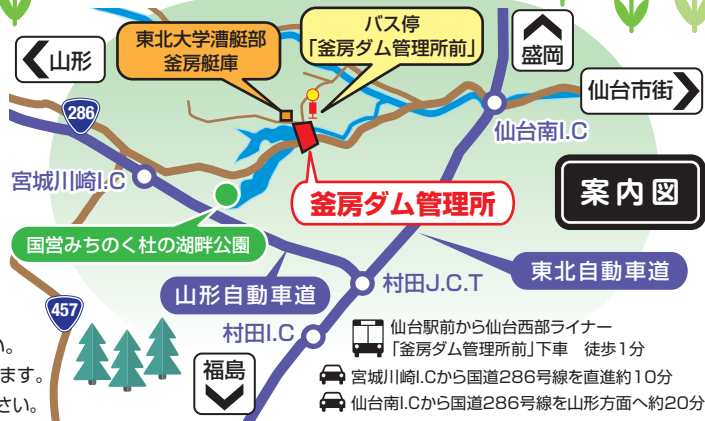 山形
東北大学漕艇部
釜房艇庫
バス停
「釜房ダム管理所前」
盛岡
仙台市街
286
仙台南I.C
宮城川崎I.C
釜房ダム管理所
案内図
国営みちのく杜の湖畔公園
山形自動車道
村田J.C.T
東北自動車道
457
村田I.C
福島
い。
ます。
さい。
仙台駅前から仙台西部ライナー
「釜房ダム管理所前」下車　徒歩1分
宮城川崎I.Cから国道286号線を直進約10分
仙台南I.Cから国道286号線を山形方面へ約20分